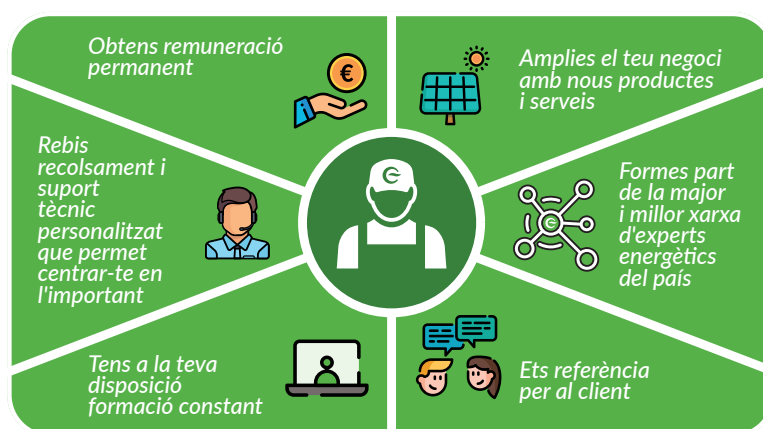 Obtens remuneració
permanent
Amplies el teu negoci
amb nous productes
i serveis
Rebis
recolsament i
suport
tècnic
personalitzat
que permet
centrar-te en
l'important
Formes part
de la major
i millor xarxa
d'experts
energètics
del país
Tens a la teva
disposició
formació constant
Ets referència
per al client